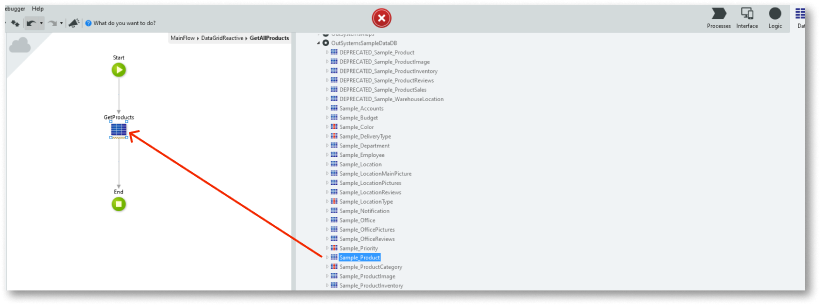 ebugger Help
What do you want to do?
Processes Interface Logic Dat
MainFlow ▸ DataGridReactive ▸ GetAllProducts
Start
GetProducts
End
OutSystemsSampleDataDB
DEPRECATED_Sample_Product
DEPRECATED_Sample_ProductImage
DEPRECATED_Sample_ProductInventory
DEPRECATED_Sample_ProductReviews
DEPRECATED_Sample_ProductSales
DEPRECATED_Sample_WarehouseLocation
Sample_Accounts
Sample_Budget
Sample_Color
Sample_DeliveryType
Sample_Department
Sample_Employee
Sample_Location
Sample_LocationMainPicture
Sample_LocationPictures
Sample_LocationReviews
Sample_LocationType
Sample_Notification
Sample_Office
Sample_OfficePictures
Sample_OfficeReviews
Sample_Priority
Sample_Product
Sample_ProductCategory
Sample_ProductImage
Sample_ProductInventory